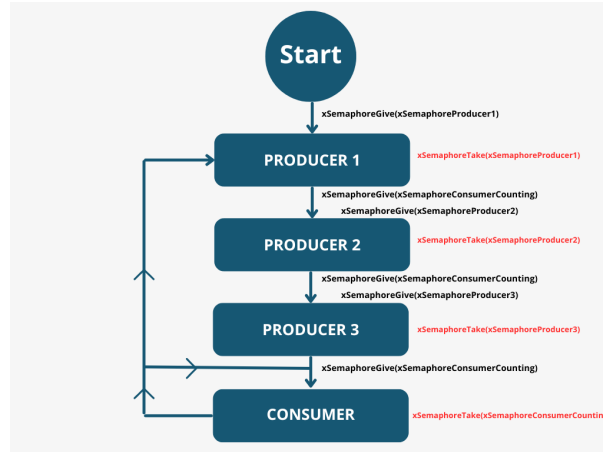 Start
xSemaphoreGive(xSemaphoreProducer1)
PRODUCER 1
xSemaphoreTake(xSemaphoreProducer1)
xSemaphoreGive(xSemaphoreConsumerCounting)
xSemaphoreGive(xSemaphoreProducer2)
PRODUCER 2
xSemaphoreTake(xSemaphoreProducer2)
xSemaphoreGive(xSemaphoreConsumerCounting)
xSemaphoreGive(xSemaphoreProducer3)
PRODUCER 3
xSemaphoreTake(xSemaphoreProducer3)
xSemaphoreGive(xSemaphoreConsumerCounting)
CONSUMER
xSemaphoreTake(xSemaphoreConsumerCountin